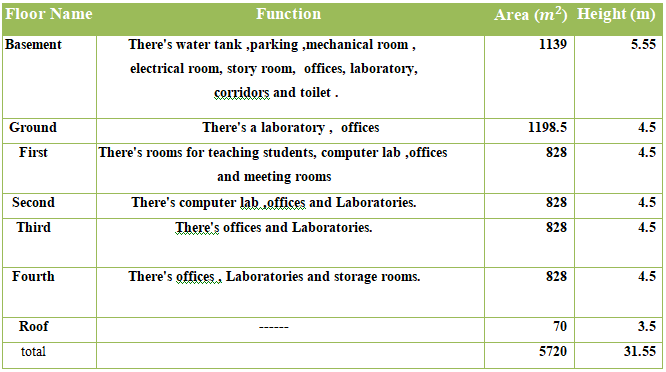 Floor Name Function Area (m²) Height (m)
Basement There's water tank ,parking ,mechanical room , 1139 5.55
electrical room, story room, offices, laboratory,
corridors and toilet .
Ground There's a laboratory , offices 1198.5 4.5
First There's rooms for teaching students, computer lab ,offices 828 4.5
and meeting rooms
Second There's computer lab ,offices and Laboratories. 828 4.5
Third There's offices and Laboratories. 828 4.5
Fourth There's offices , Laboratories and storage rooms. 828 4.5
Roof ------ 70 3.5
total 5720 31.55